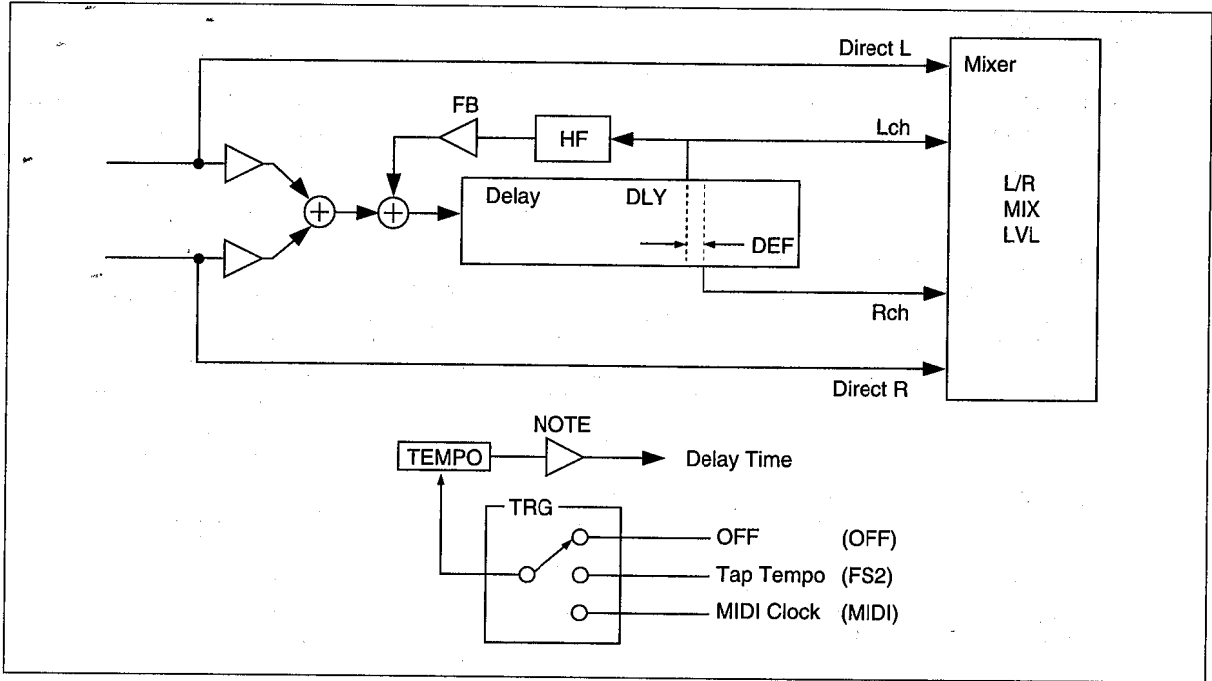 Direct L
Mixer
FB
HF
Lch
Delay
DLY
DEF
L/R
MIX
LVL
Rch
Direct R
NOTE
TEMPO
Delay Time
TRG
OFF (OFF)
Tap Tempo (FS2)
MIDI Clock (MIDI)